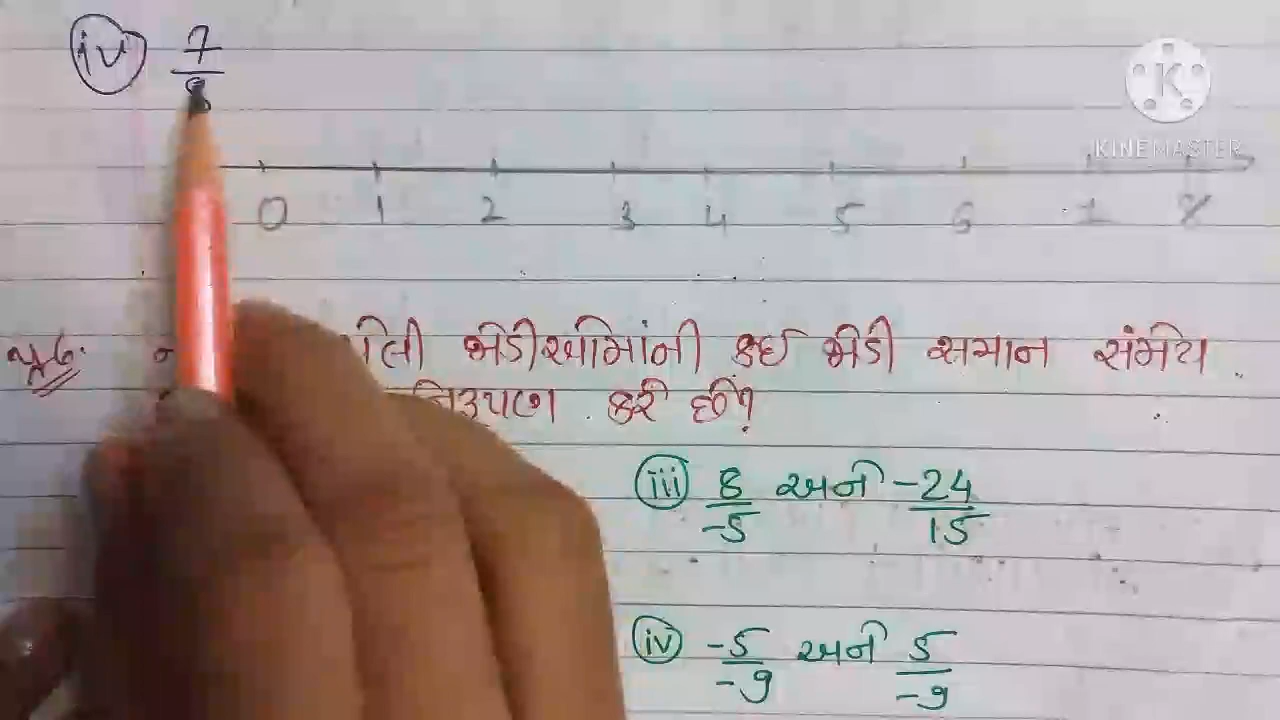 iv 7/8
K
KINEMASTER
0 1 2 3 4 5 6 7 8
પ્ર૬. જોડીઓમાંની કઈ જોડી સમાન સંમેય
નિરૂપણ કરે છે?
iii 8/-5 અને -24/15
iv -5/-9 અને 5/-9